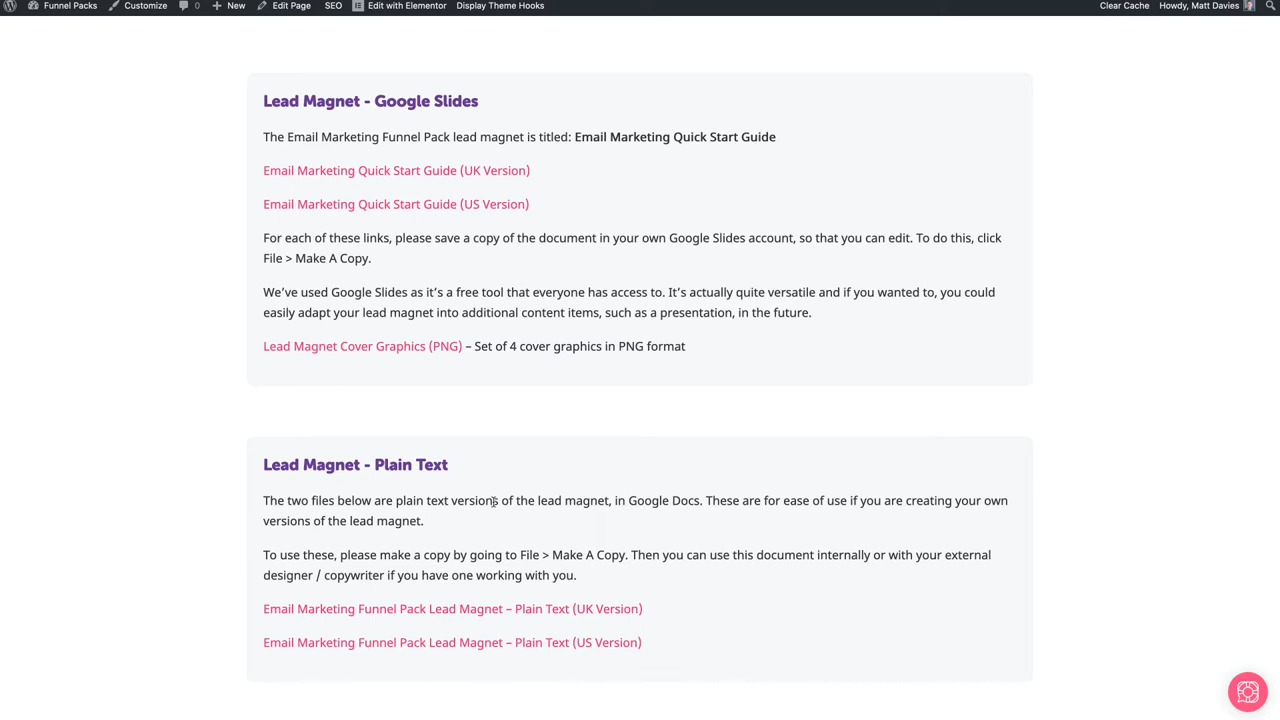 Funnel Packs Customize 0 New Edit Page SEO Edit with Elementor Display Theme Hooks Clear Cache Howdy, Matt Davies
Lead Magnet - Google Slides
The Email Marketing Funnel Pack lead magnet is titled: Email Marketing Quick Start Guide
Email Marketing Quick Start Guide (UK Version)
Email Marketing Quick Start Guide (US Version)
For each of these links, please save a copy of the document in your own Google Slides account, so that you can edit. To do this, click
File > Make A Copy.
We’ve used Google Slides as it’s a free tool that everyone has access to. It’s actually quite versatile and if you wanted to, you could
easily adapt your lead magnet into additional content items, such as a presentation, in the future.
Lead Magnet Cover Graphics (PNG) – Set of 4 cover graphics in PNG format
Lead Magnet - Plain Text
The two files below are plain text versions of the lead magnet, in Google Docs. These are for ease of use if you are creating your own
versions of the lead magnet.
To use these, please make a copy by going to File > Make A Copy. Then you can use this document internally or with your external
designer / copywriter if you have one working with you.
Email Marketing Funnel Pack Lead Magnet – Plain Text (UK Version)
Email Marketing Funnel Pack Lead Magnet – Plain Text (US Version)